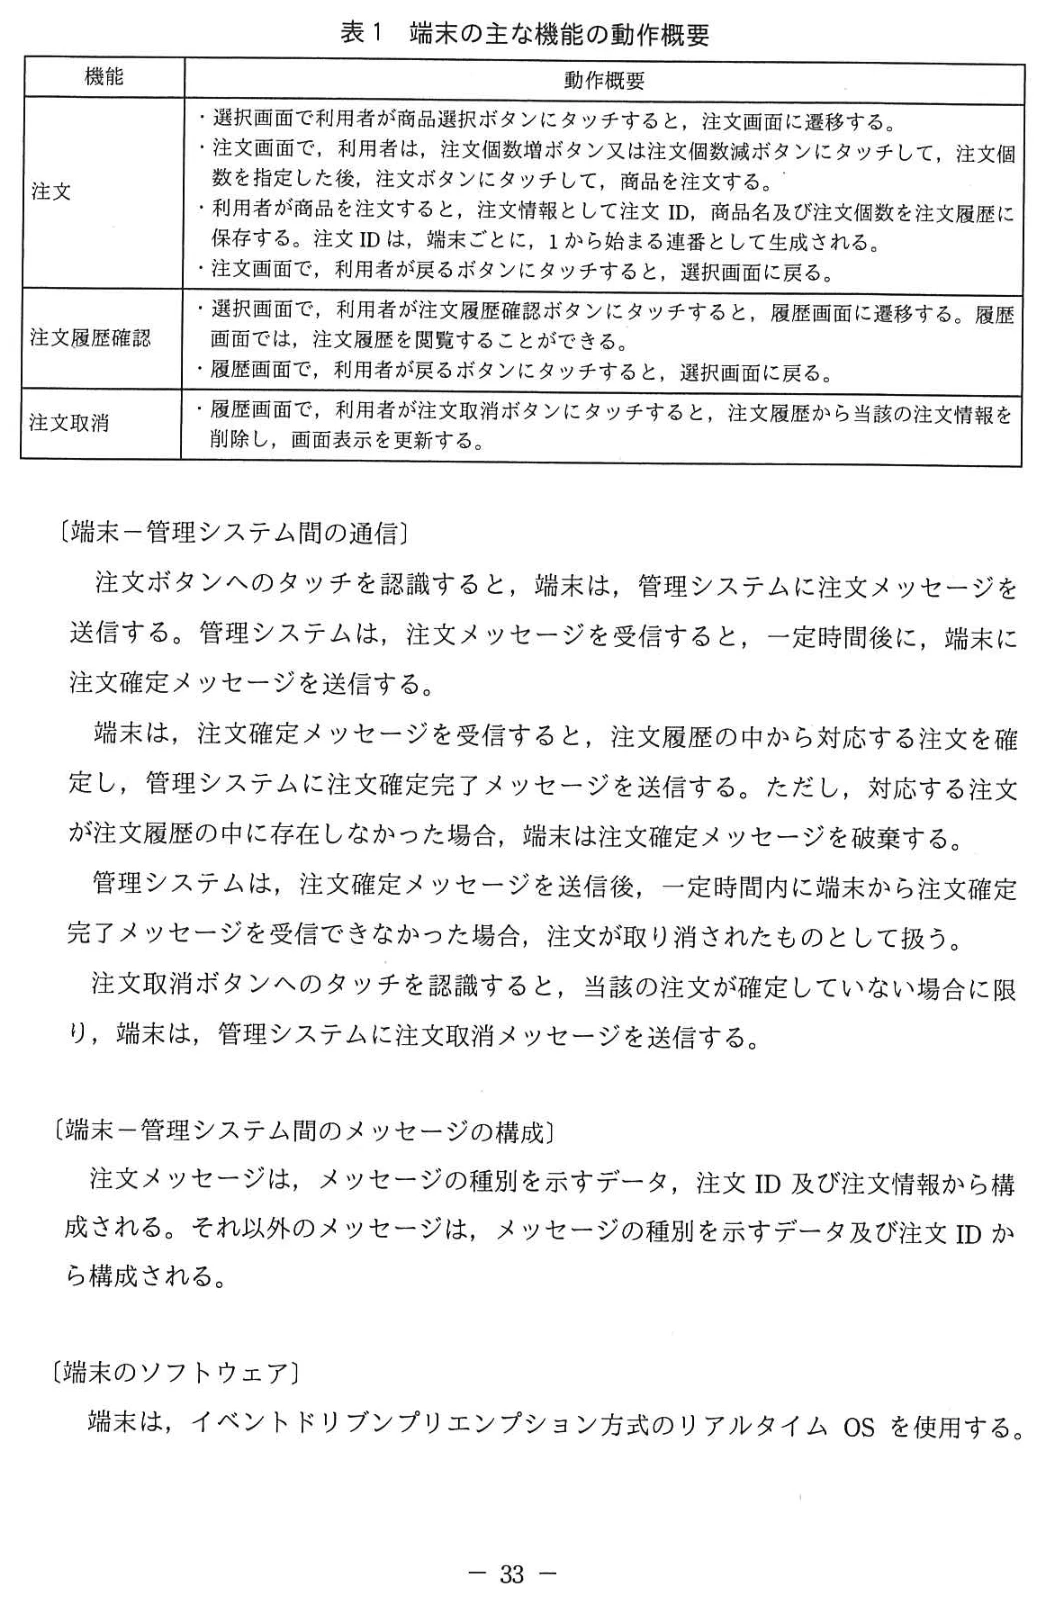 表1 端末の主な機能の動作概要
機能
動作概要
注文
・選択画面で利用者が商品選択ボタンにタッチすると，注文画面に遷移する。
・注文画面で，利用者は，注文個数増ボタン又は注文個数減ボタンにタッチして，注文個
数を指定した後，注文ボタンにタッチして，商品を注文する。
・利用者が商品を注文すると，注文情報として注文 ID，商品名及び注文個数を注文履歴に
保存する。注文 ID は，端末ごとに，1 から始まる連番として生成される。
・注文画面で，利用者が戻るボタンにタッチすると，選択画面に戻る。
注文履歴確認
・選択画面で，利用者が注文履歴確認ボタンにタッチすると，履歴画面に遷移する。履歴
画面では，注文履歴を閲覧することができる。
・履歴画面で，利用者が戻るボタンにタッチすると，選択画面に戻る。
注文取消
・履歴画面で，利用者が注文取消ボタンにタッチすると，注文履歴から当該の注文情報を
削除し，画面表示を更新する。
〔端末－管理システム間の通信〕
注文ボタンへのタッチを認識すると，端末は，管理システムに注文メッセージを
送信する。管理システムは，注文メッセージを受信すると，一定時間後に，端末に
注文確定メッセージを送信する。
端末は，注文確定メッセージを受信すると，注文履歴の中から対応する注文を確
定し，管理システムに注文確定完了メッセージを送信する。ただし，対応する注文
が注文履歴の中に存在しなかった場合，端末は注文確定メッセージを破棄する。
管理システムは，注文確定メッセージを送信後，一定時間内に端末から注文確定
完了メッセージを受信できなかった場合，注文が取り消されたものとして扱う。
注文取消ボタンへのタッチを認識すると，当該の注文が確定していない場合に限
り，端末は，管理システムに注文取消メッセージを送信する。
〔端末－管理システム間のメッセージの構成〕
注文メッセージは，メッセージの種別を示すデータ，注文 ID 及び注文情報から構
成される。それ以外のメッセージは，メッセージの種別を示すデータ及び注文 ID か
ら構成される。
〔端末のソフトウェア〕
端末は，イベントドリブンプリエンプション方式のリアルタイム OS を使用する。
－ 33 －